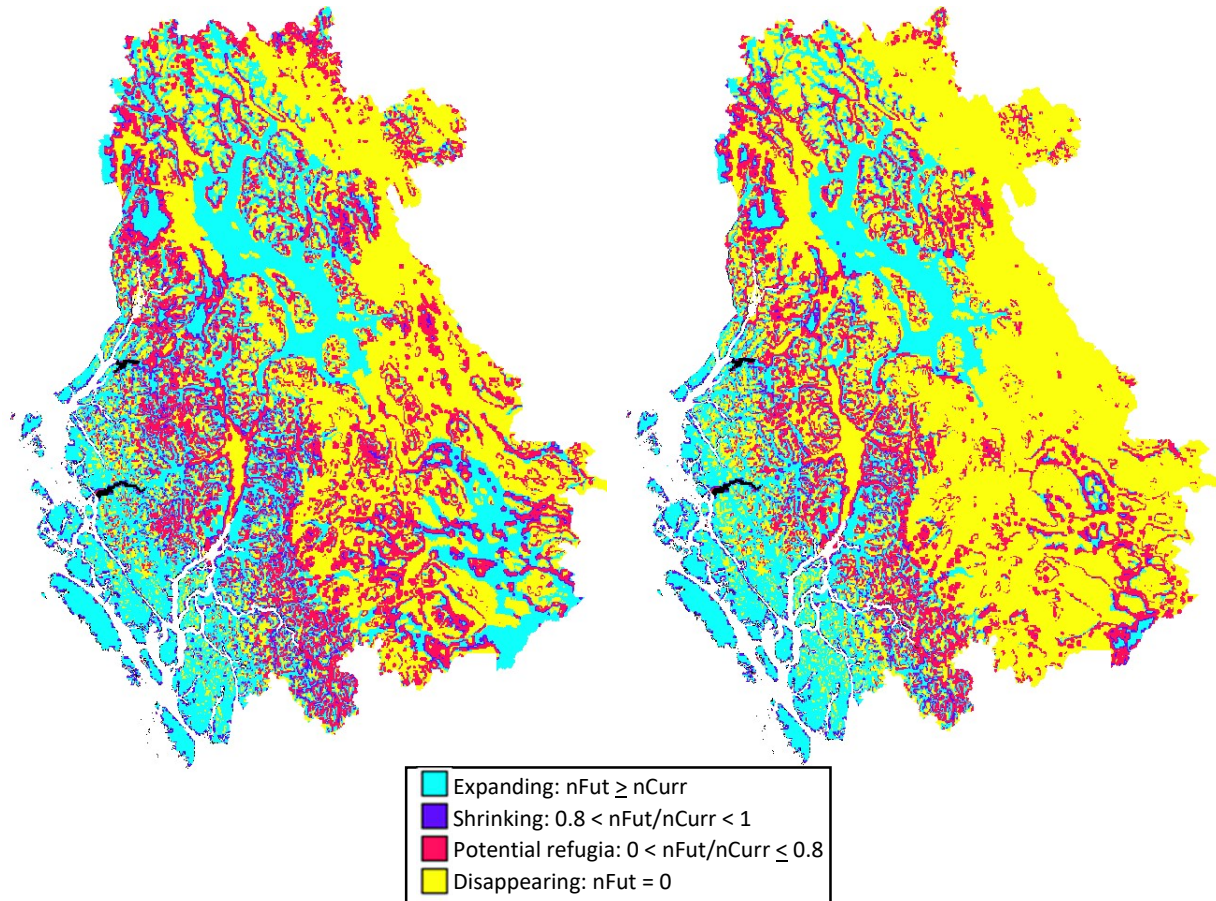 Expanding: nFut ≥ nCurr
Shrinking: 0.8 < nFut/nCurr < 1
Potential refugia: 0 < nFut/nCurr ≤ 0.8
Disappearing: nFut = 0